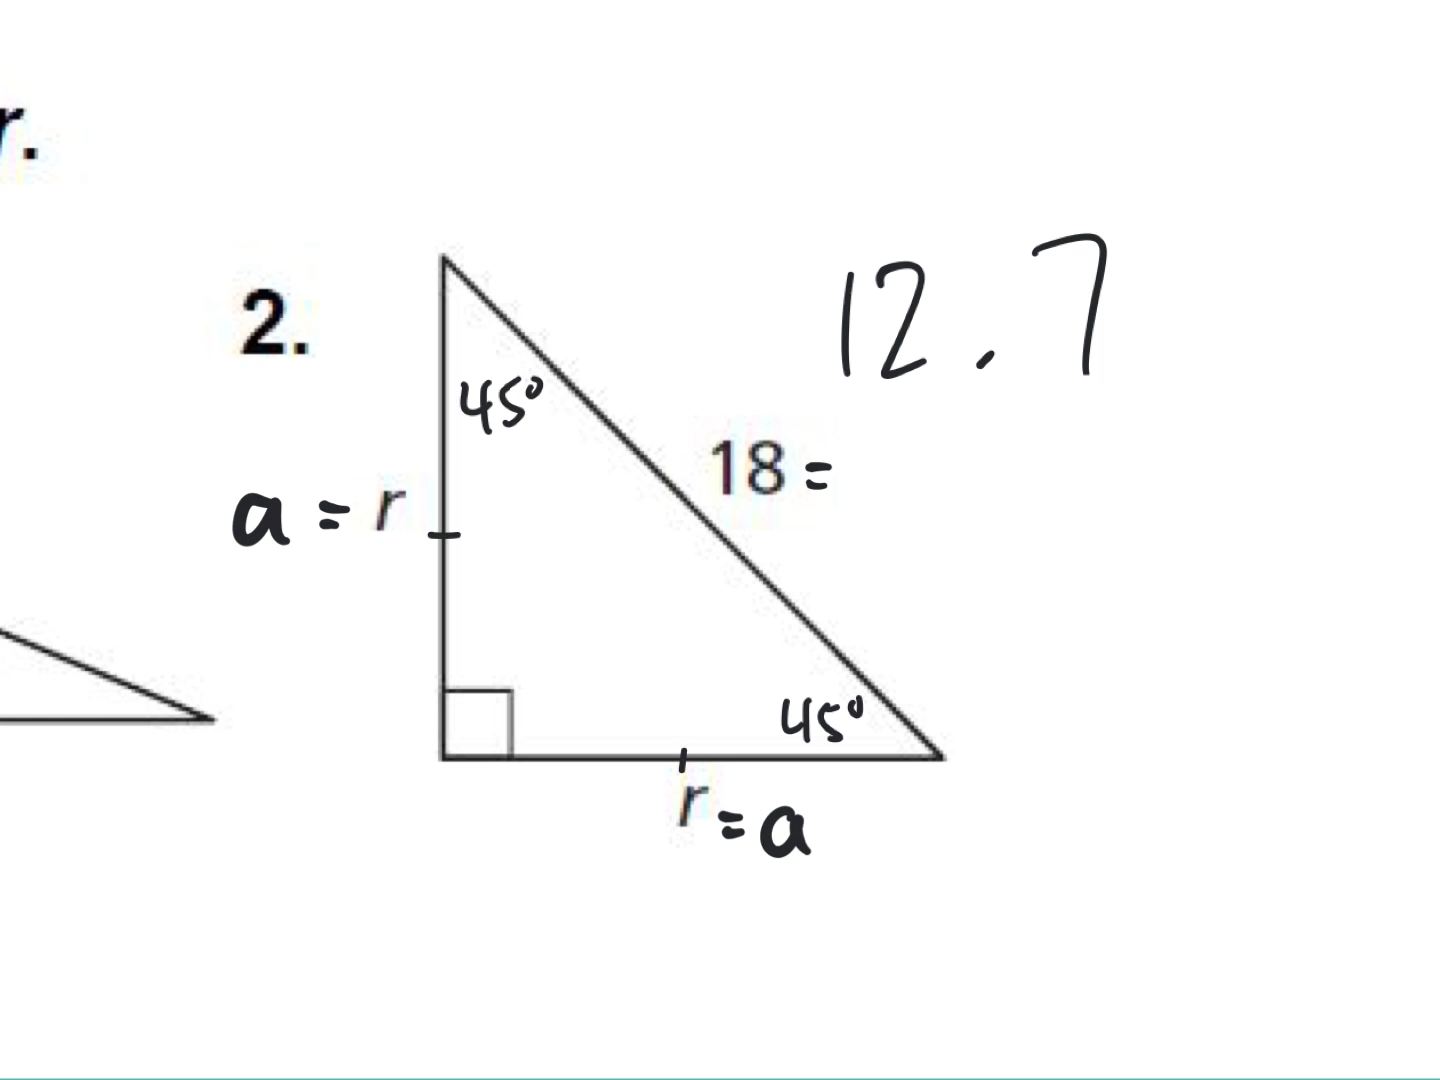 r.
2.
12.7
45°
18 =
a = r
45°
r = a